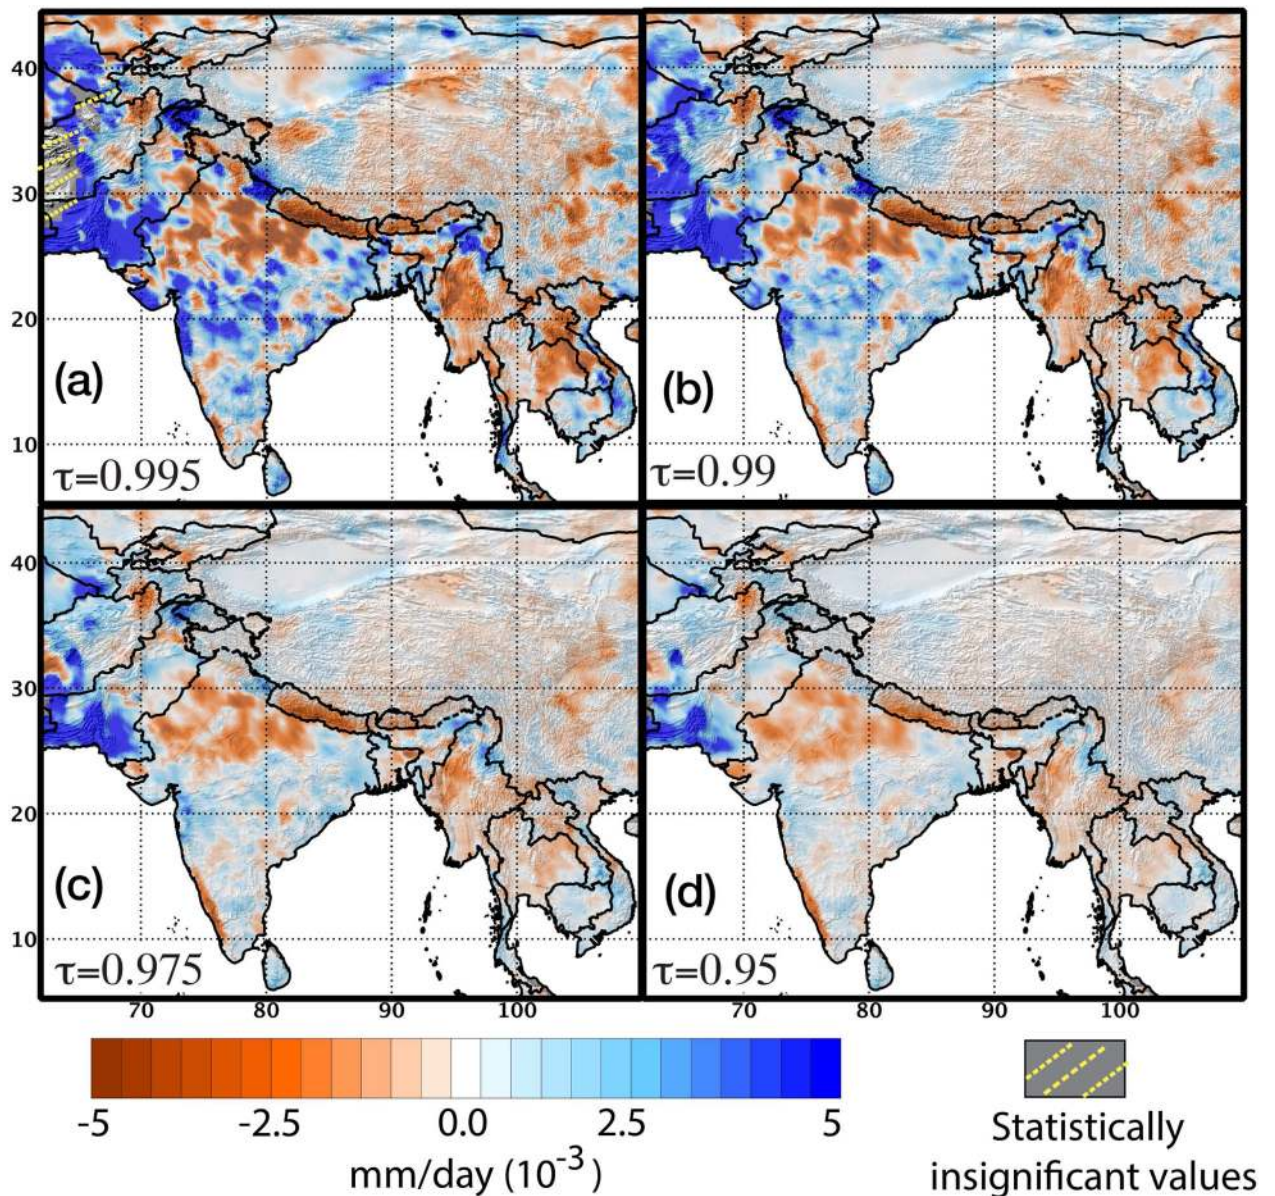 40
30
20
10
(a)
τ=0.995
(b)
τ=0.99
40
30
20
10
(c)
τ=0.975
(d)
τ=0.95
70 80 90 100 70 80 90 100
-5 -2.5 0.0 2.5 5
mm/day (10-3)
Statistically
insignificant values